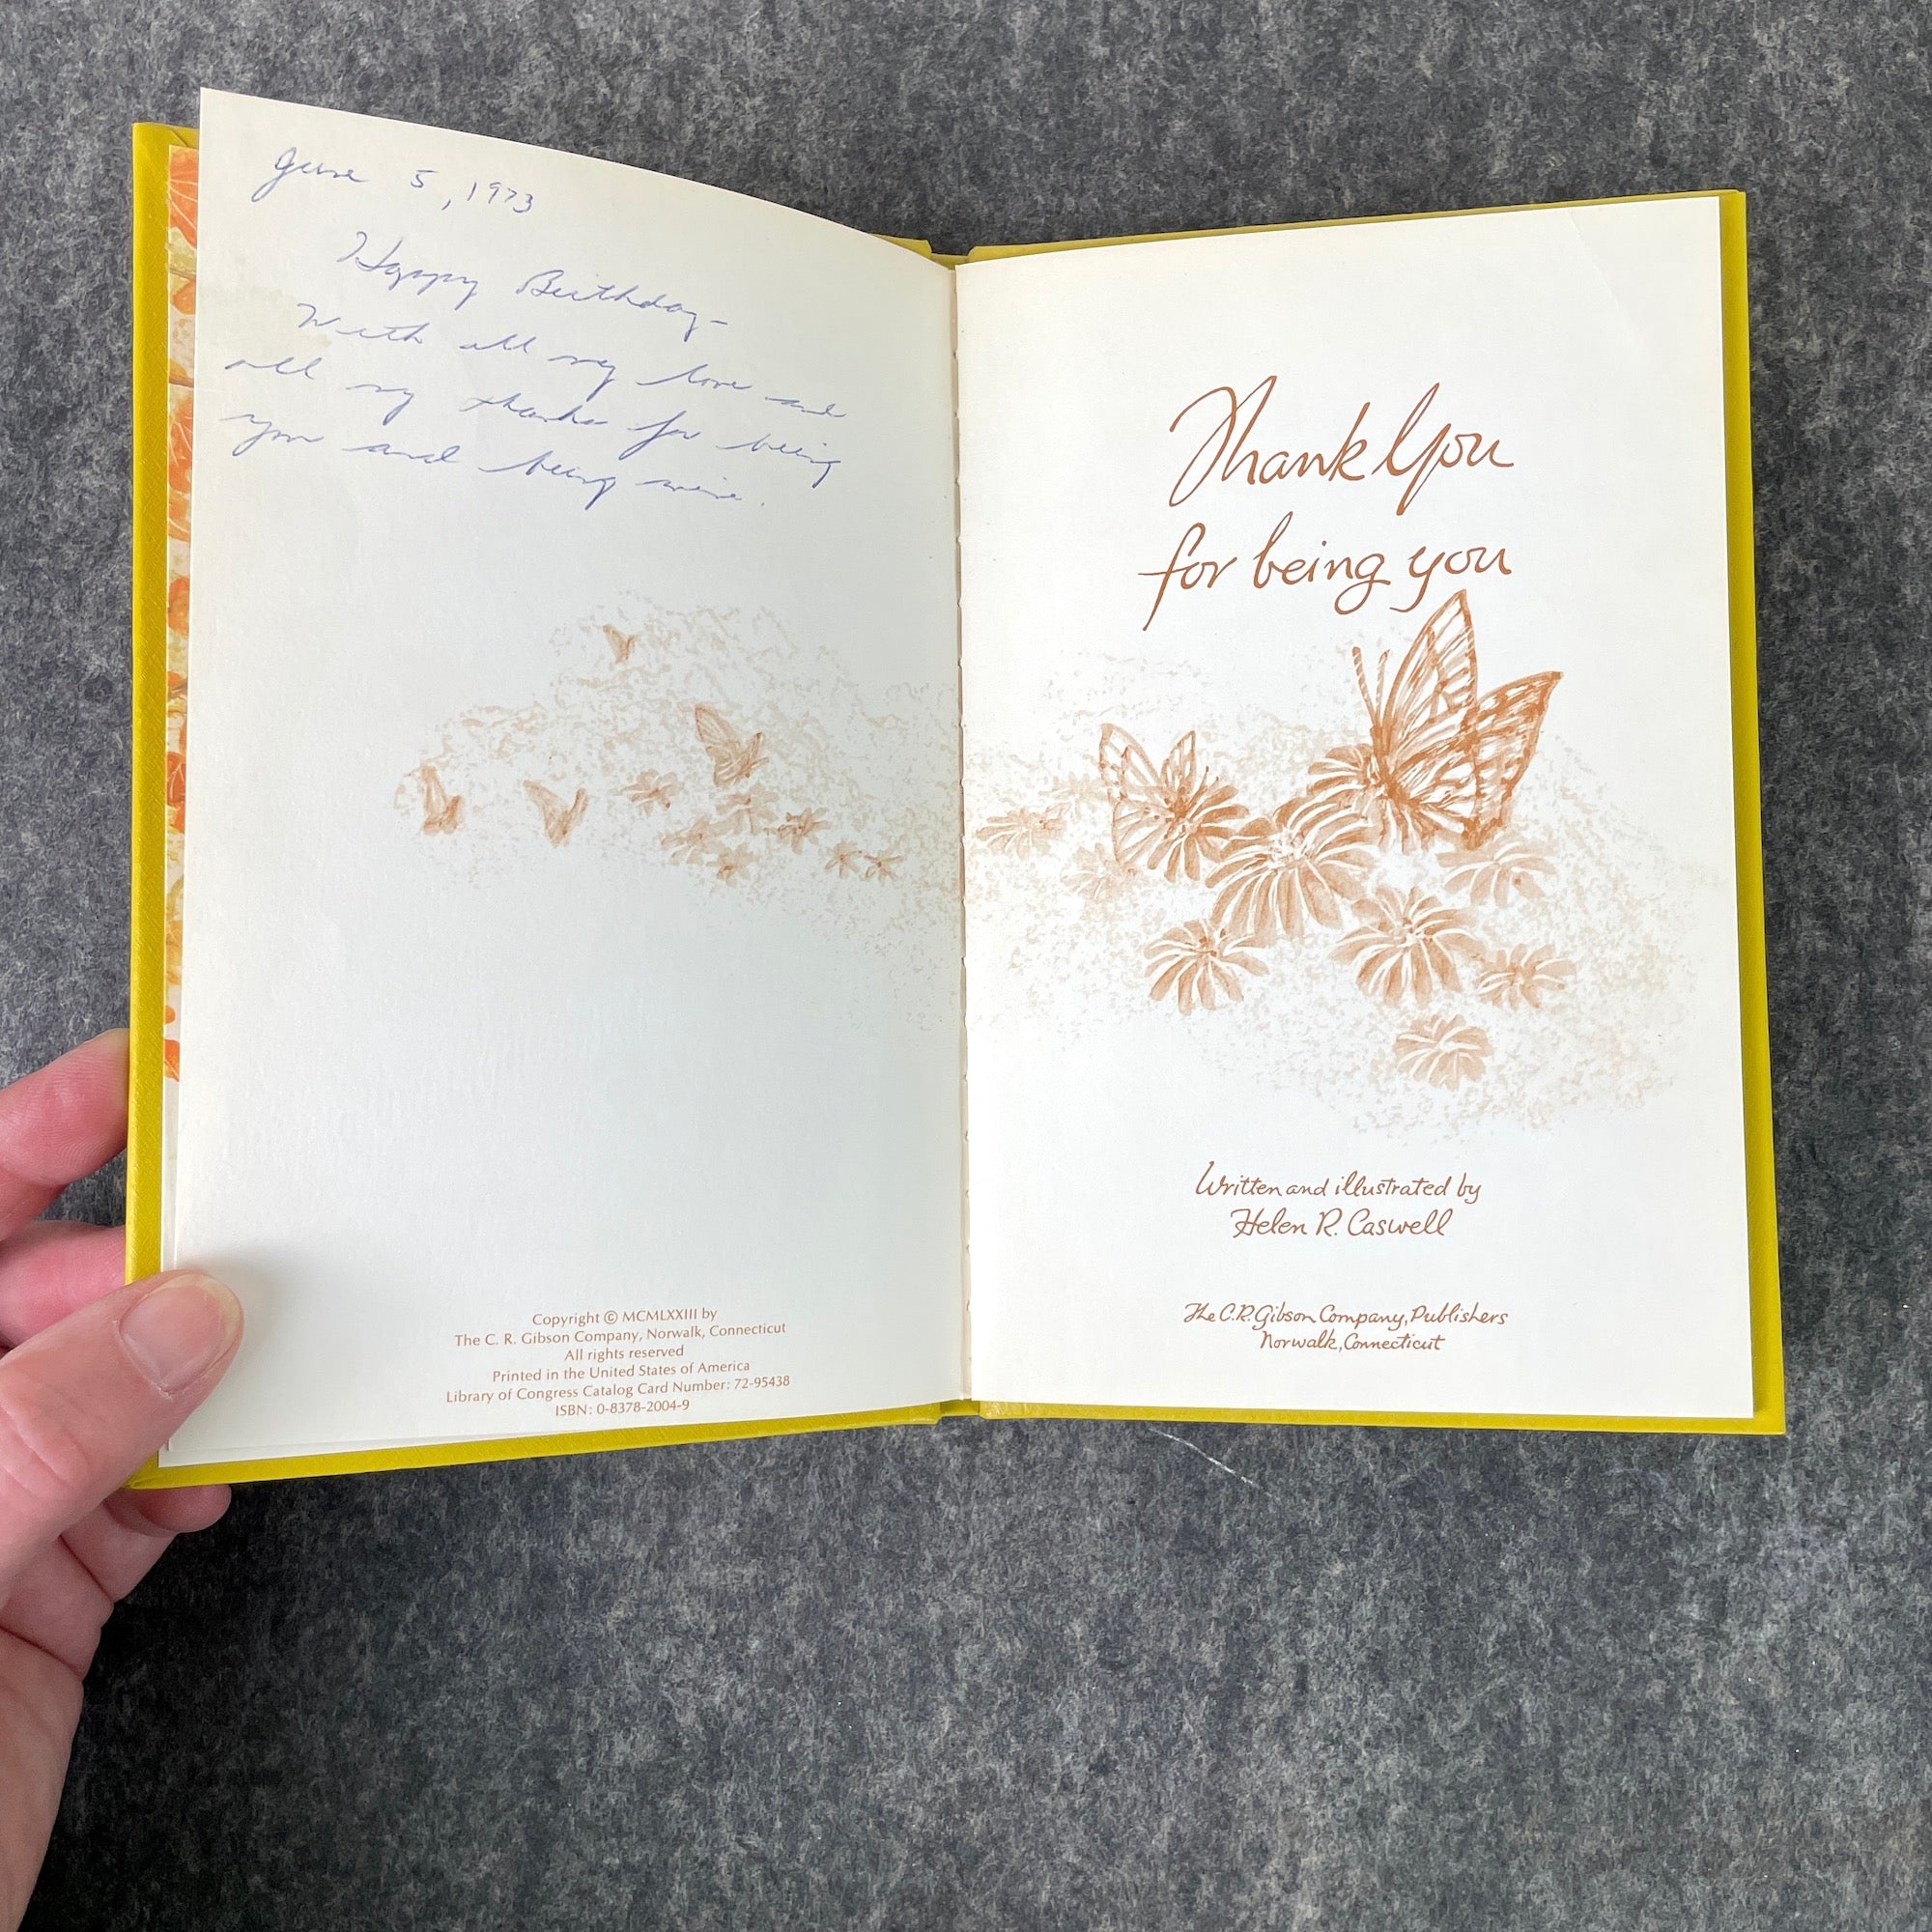 June 5, 1973
Happy Birthday-
With all my love and
all my thanks for being
you and being mine.
Copyright © MCMLXXIII by
The C. R. Gibson Company, Norwalk, Connecticut
All rights reserved
Printed in the United States of America
Library of Congress Catalog Card Number: 72-95438
ISBN: 0-8378-2004-9
Thank You
for being you
Written and illustrated by
Helen R. Caswell
The C.R. Gibson Company, Publishers
Norwalk, Connecticut